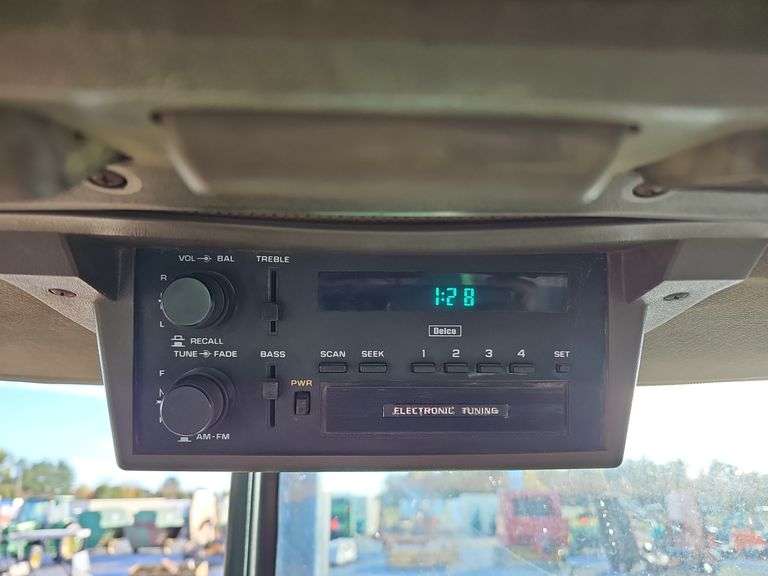 VOL BAL TREBLE
R
L
1:28
Delco
RECALL
TUNE FADE BASS SCAN SEEK 1 2 3 4 SET
F
PWR
ELECTRONIC TUNING
AM-FM